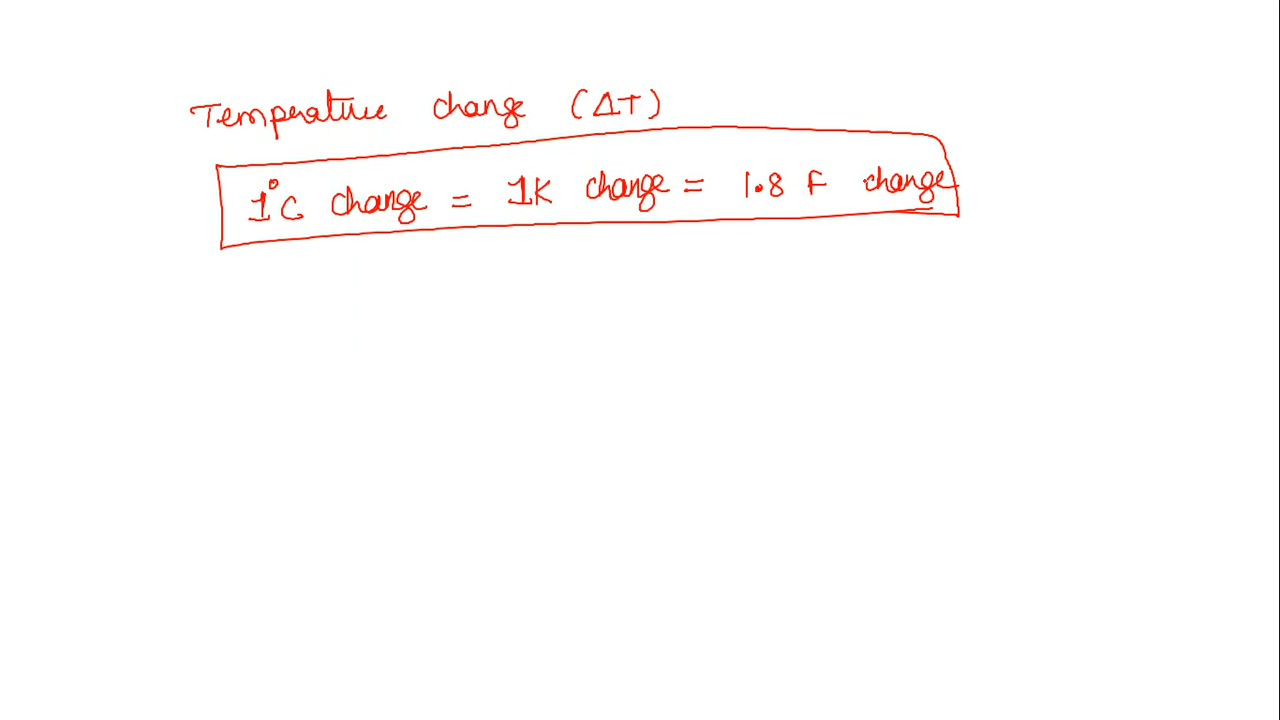 Temperature change (ΔT)
1°C change = 1K change = 1.8 F change